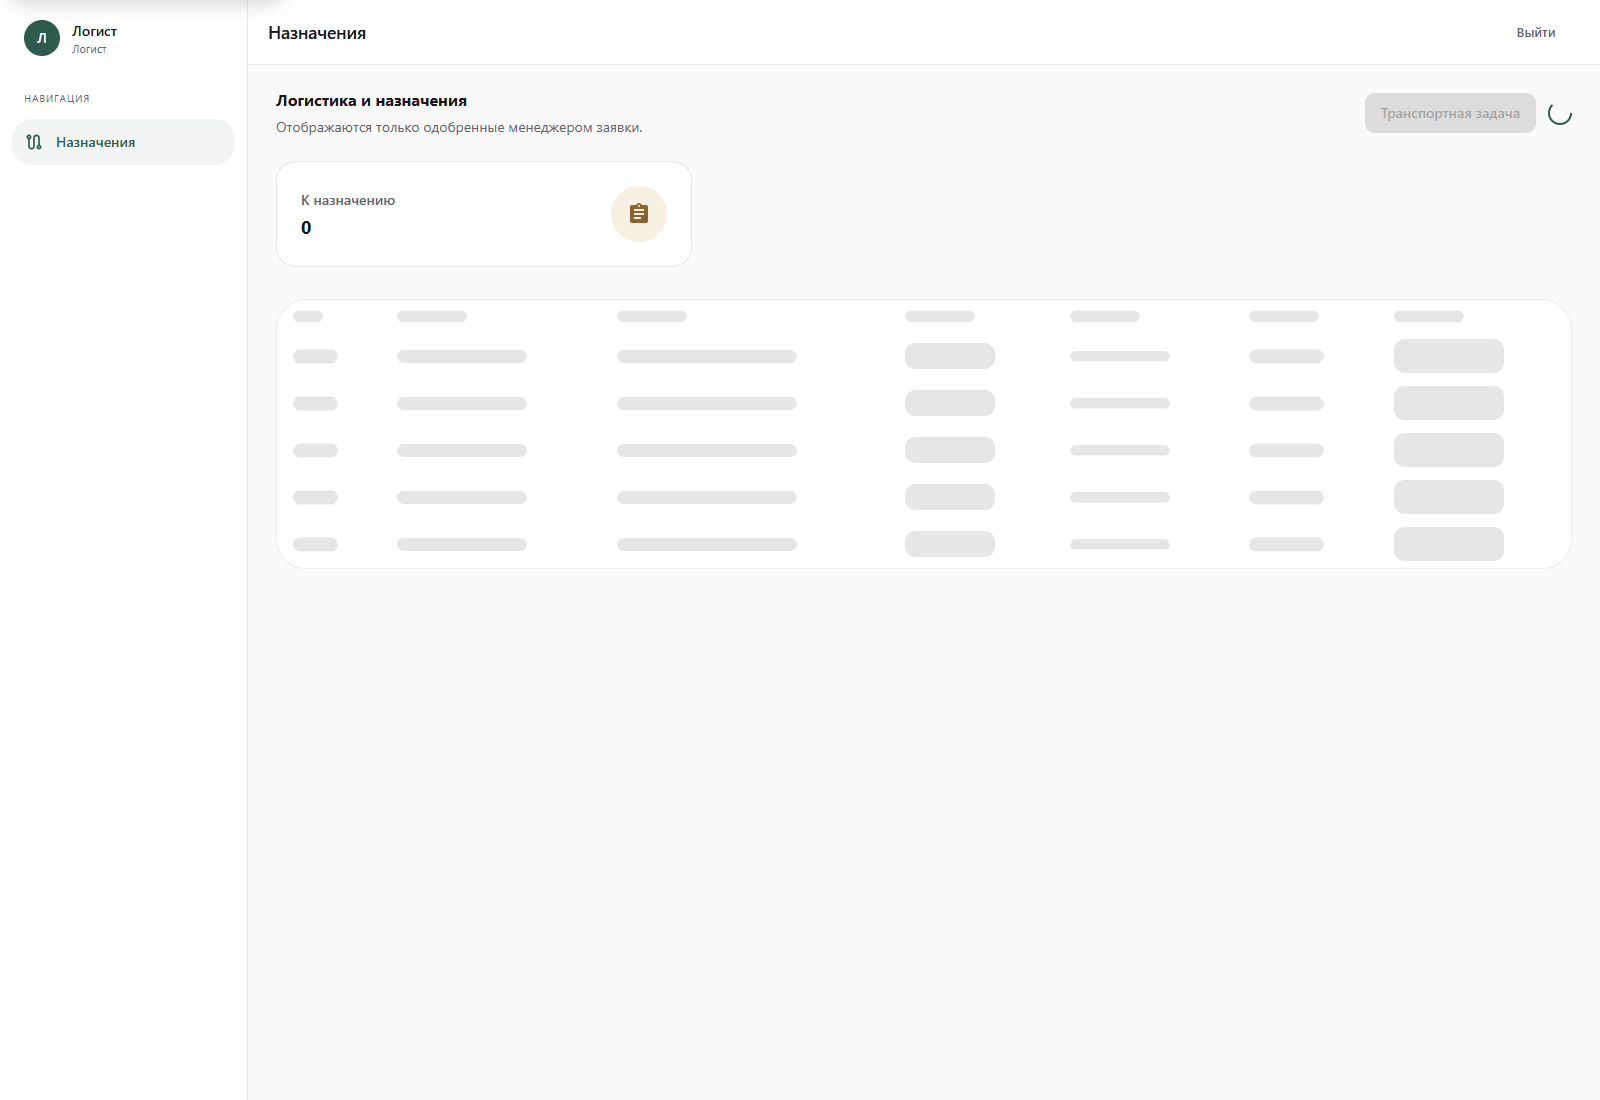 Л
Логист
Логист
НАВИГАЦИЯ
Назначения
Назначения
Выйти
Логистика и назначения
Отображаются только одобренные менеджером заявки.
Транспортная задача
К назначению
0